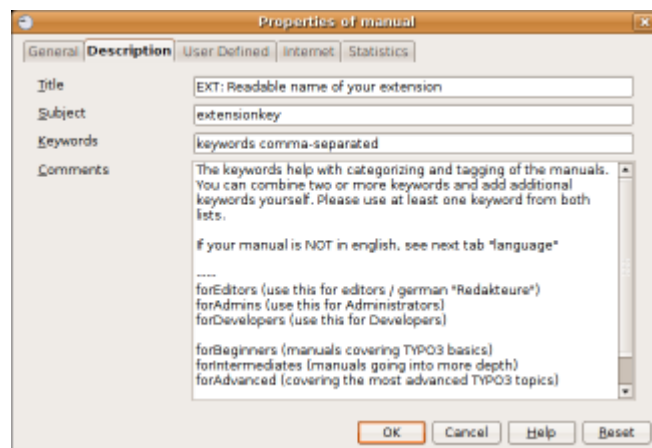 Properties of manual
General Description User Defined Internet Statistics
Title EXT: Readable name of your extension
Subject extensionkey
Keywords keywords comma-separated
Comments The keywords help with categorizing and tagging of the manuals.
You can combine two or more keywords and add additional
keywords yourself. Please use at least one keyword from both
lists.
If your manual is NOT in english, see next tab "language"
----
forEditors (use this for editors / german "Redakteure")
forAdmins (use this for Administrators)
forDevelopers (use this for Developers)
forBeginners (manuals covering TYPO3 basics)
forIntermediates (manuals going into more depth)
forAdvanced (covering the most advanced TYPO3 topics)
OK Cancel Help Reset